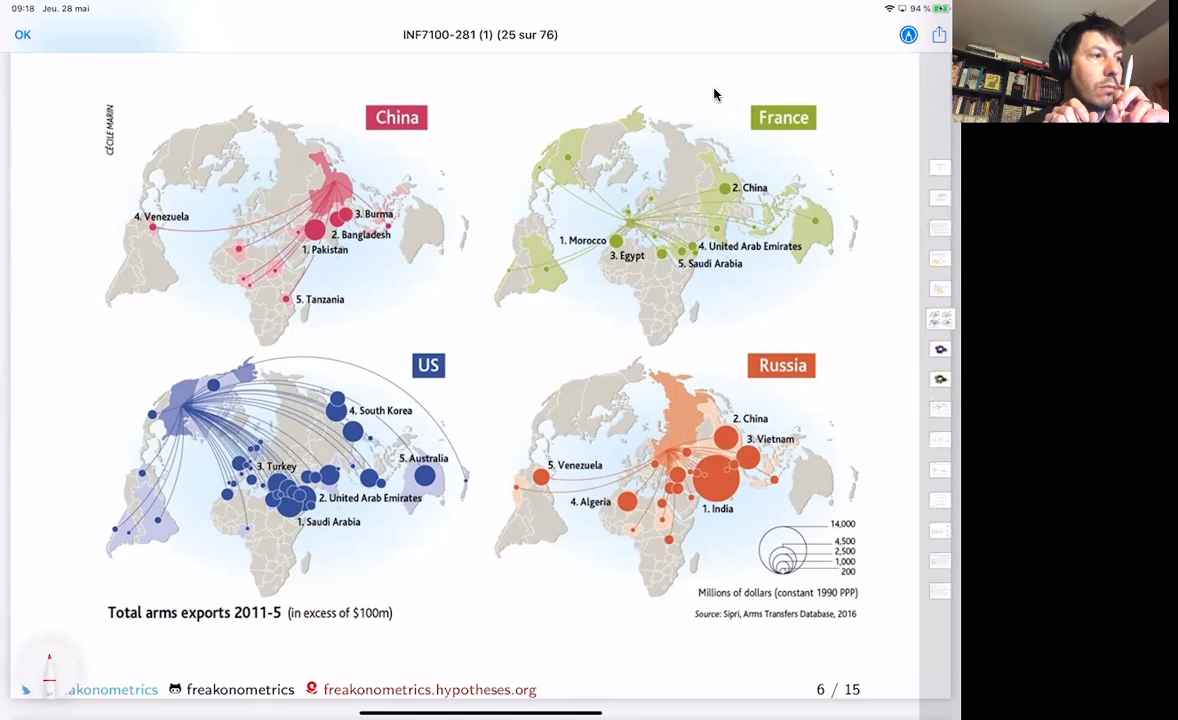 09:18 Jeu. 28 mai
94 %
OK
INF7100-281 (1) (25 sur 76)
CÉCILE MARIN
China
4. Venezuela
3. Burma
2. Bangladesh
1. Pakistan
5. Tanzania
France
2. China
1. Morocco
4. United Arab Emirates
3. Egypt
5. Saudi Arabia
US
4. South Korea
5. Australia
3. Turkey
2. United Arab Emirates
1. Saudi Arabia
Russia
2. China
3. Vietnam
5. Venezuela
4. Algeria
1. India
14,000
4,500
2,500
1,000
200
Millions of dollars (constant 1990 PPP)
Total arms exports 2011-5 (in excess of $100m)
Source: Sipri, Arms Transfers Database, 2016
akonometrics freakonometrics freakonometrics.hypotheses.org
6 / 15